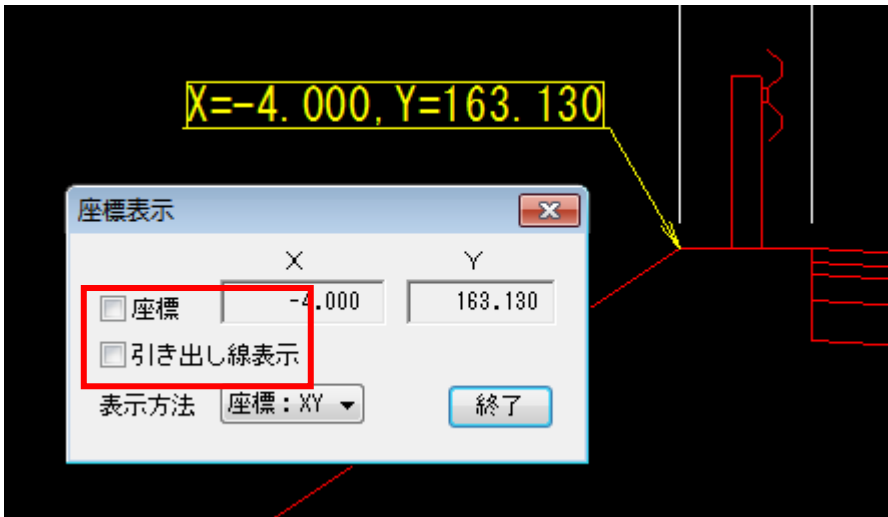 X=-4.000,Y=163.130
座標表示
X Y
座標 -4.000 163.130
引き出し線表示
表示方法 座標：XY 終了